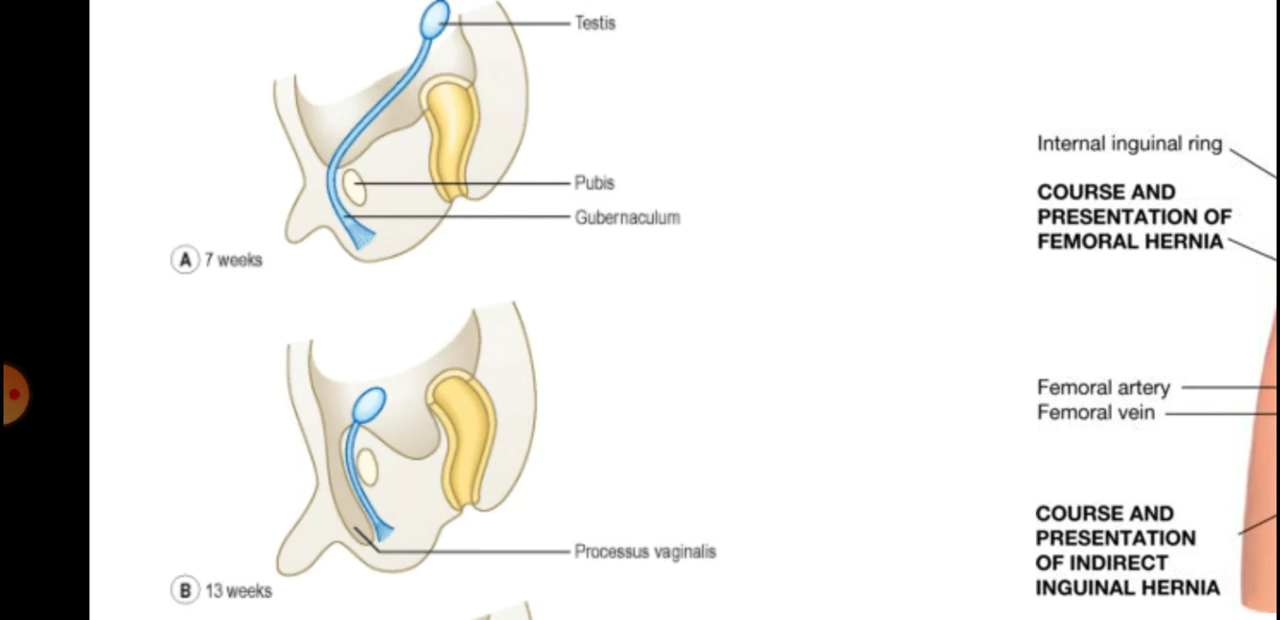 Testis
Pubis
Gubernaculum
A 7 weeks
Processus vaginalis
B 13 weeks
Internal inguinal ring
COURSE AND
PRESENTATION OF
FEMORAL HERNIA
Femoral artery
Femoral vein
COURSE AND
PRESENTATION
OF INDIRECT
INGUINAL HERNIA